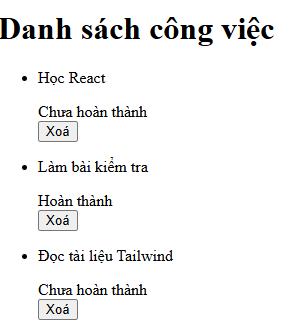 Danh sách công việc
Học React
Chưa hoàn thành
Xoá
Làm bài kiểm tra
Hoàn thành
Xoá
Đọc tài liệu Tailwind
Chưa hoàn thành
Xoá